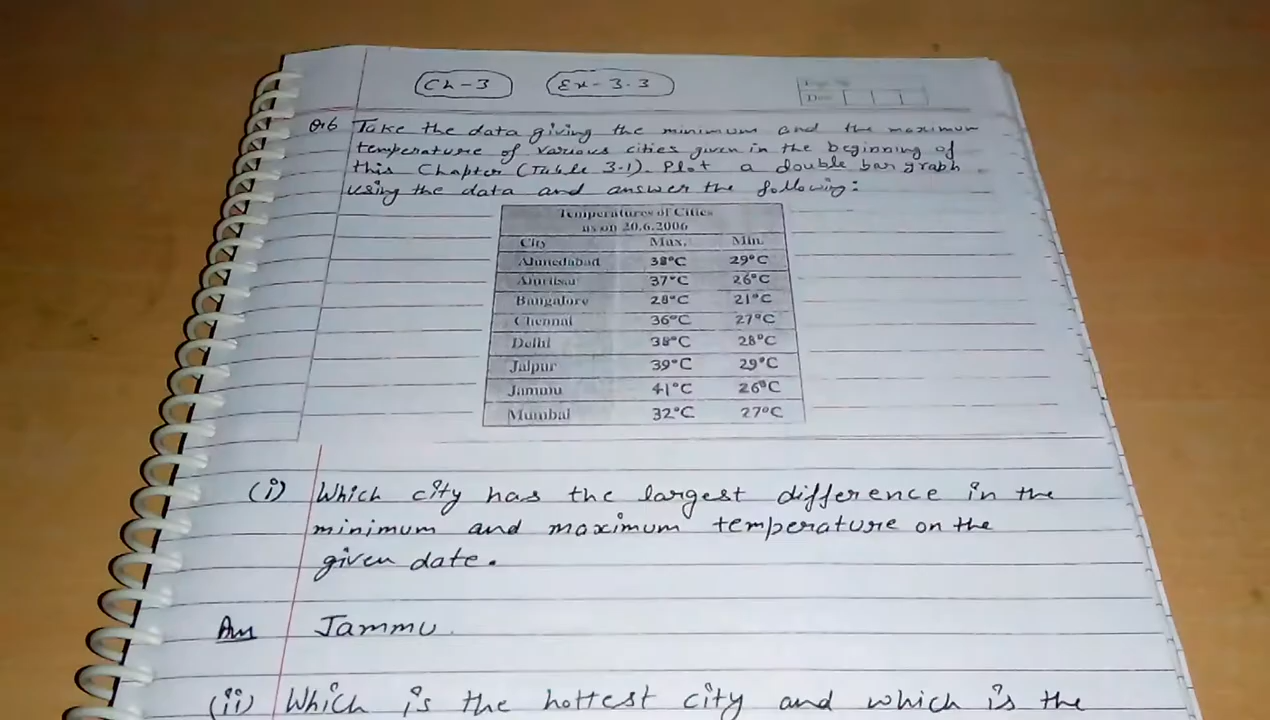 Ch-3 Ex-3.3
Q.6 Take the data giving the minimum and the maximum
temperature of various cities given in the beginning of
this Chapter (Table 3.1). Plot a double bar graph
using the data and answer the following:
Temperatures of Cities
as on 20.6.2006
City Max. Min.
Ahmedabad 38°C 29°C
Amritsar 37°C 26°C
Bangalore 28°C 21°C
Chennai 36°C 27°C
Delhi 38°C 28°C
Jaipur 39°C 29°C
Jammu 41°C 26°C
Mumbai 32°C 27°C
(i) Which city has the largest difference in the
minimum and maximum temperature on the
given date.
Ans Jammu.
(ii) Which is the hottest city and which is the